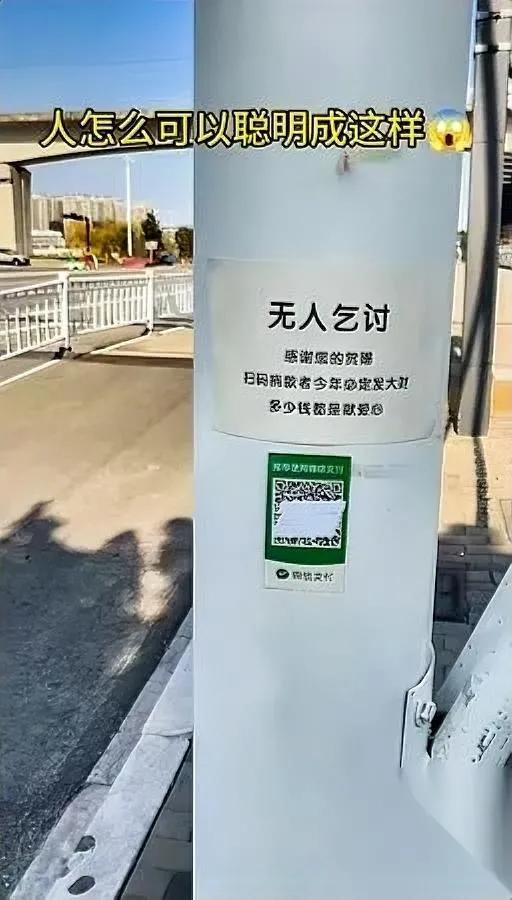 人怎么可以聪明成这样😱
无人乞讨
感谢您的
扫码捐款者今年必定发大财
多少钱都是献爱心
推荐使用微信支付
微信支付